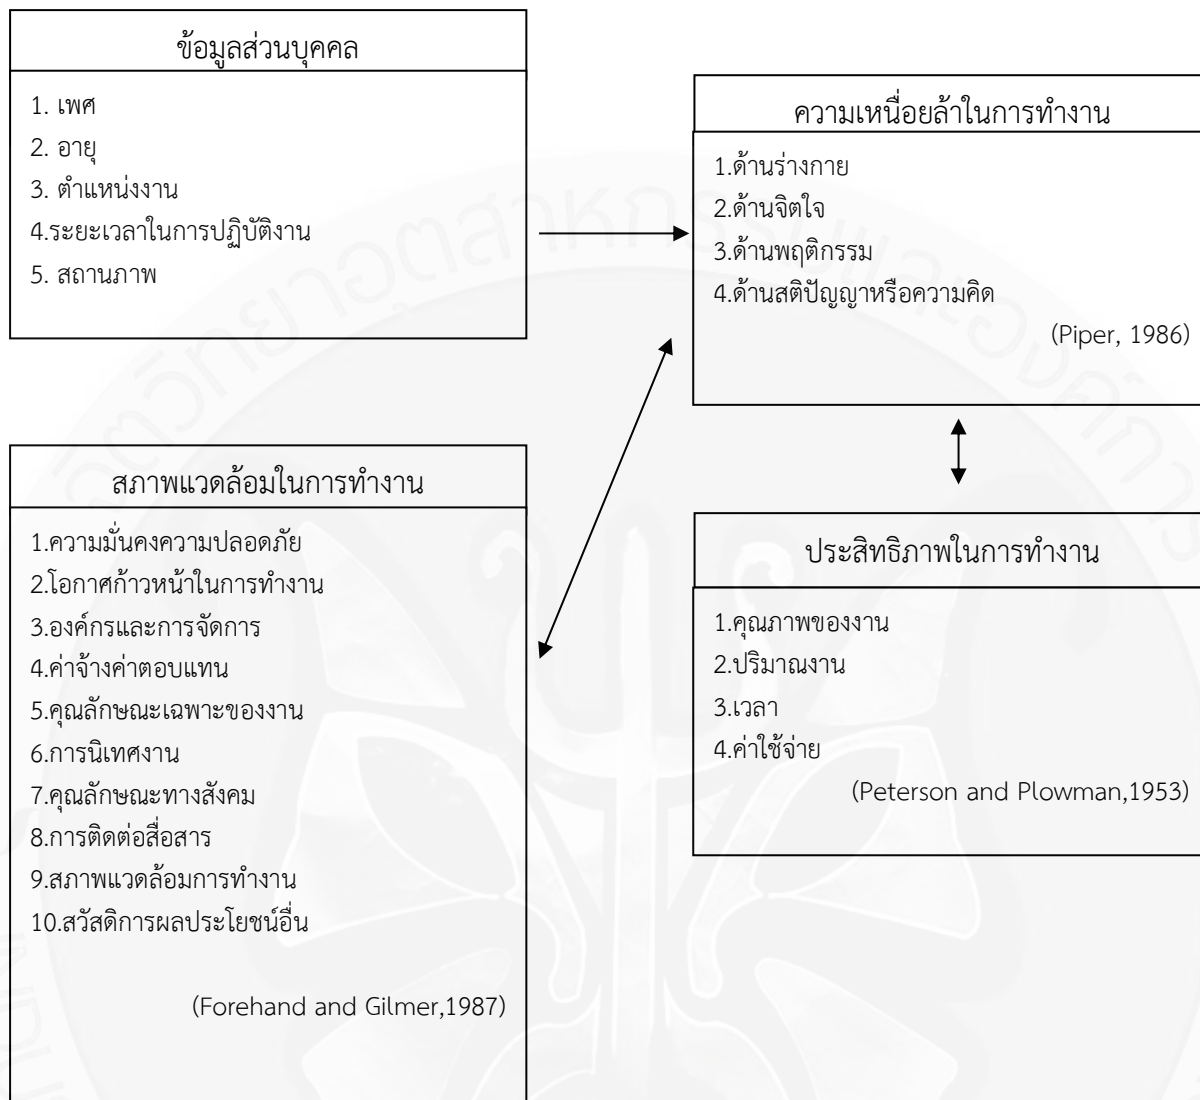 ข้อมูลส่วนบุคคล
1. เพศ
2. อายุ
3. ตำแหน่งงาน
4.ระยะเวลาในการปฏิบัติงาน
5. สถานภาพ
ความเหนื่อยล้าในการทำงาน
1.ด้านร่างกาย
2.ด้านจิตใจ
3.ด้านพฤติกรรม
4.ด้านสติปัญญาหรือความคิด
(Piper, 1986)
สภาพแวดล้อมในการทำงาน
1.ความมั่นคงความปลอดภัย
2.โอกาศก้าวหน้าในการทำงาน
3.องค์กรและการจัดการ
4.ค่าจ้างค่าตอบแทน
5.คุณลักษณะเฉพาะของงาน
6.การนิเทศงาน
7.คุณลักษณะทางสังคม
8.การติดต่อสื่อสาร
9.สภาพแวดล้อมการทำงาน
10.สวัสดิการผลประโยชน์อื่น
(Forehand and Gilmer,1987)
ประสิทธิภาพในการทำงาน
1.คุณภาพของงาน
2.ปริมาณงาน
3.เวลา
4.ค่าใช้จ่าย
(Peterson and Plowman,1953)